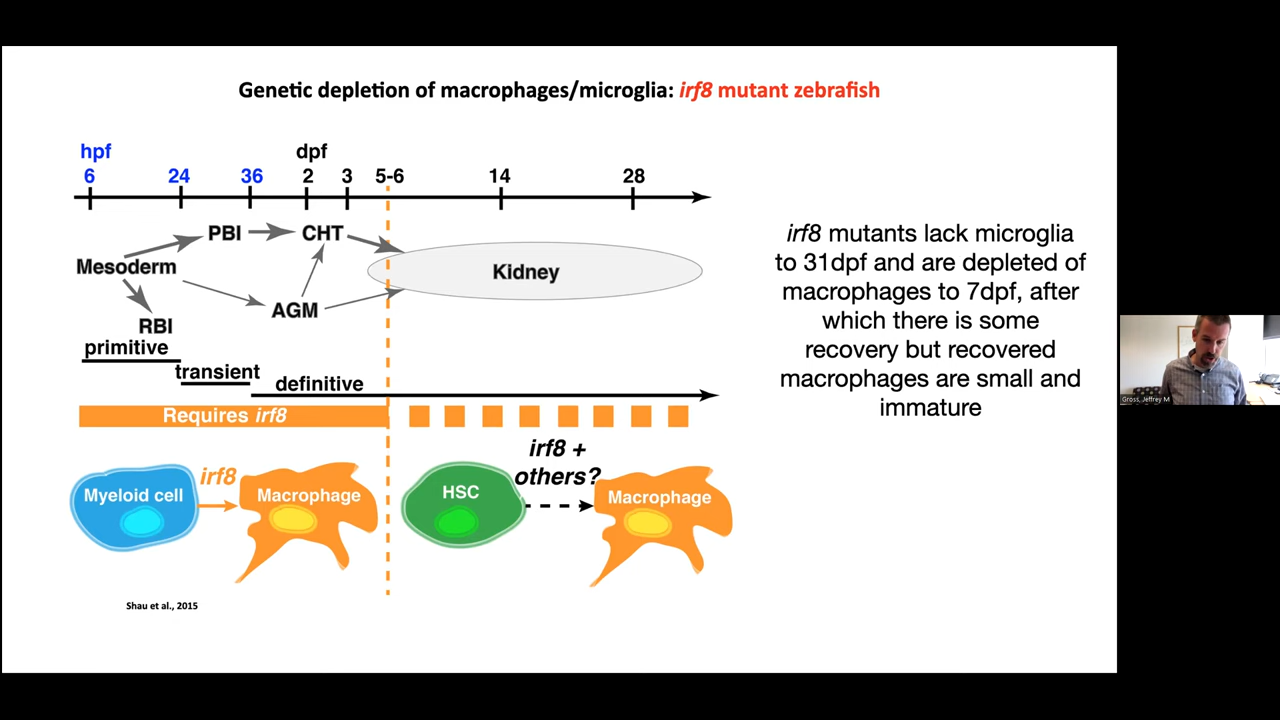 Genetic depletion of macrophages/microglia: irf8 mutant zebrafish
hpf
dpf
6 24 36 2 3 5-6 14 28
PBI
CHT
Mesoderm
Kidney
AGM
RBI
primitive
transient
definitive
Requires irf8
irf8 +
others?
irf8
Myeloid cell
Macrophage
HSC
Macrophage
Shau et al., 2015
irf8 mutants lack microglia
to 31dpf and are depleted of
macrophages to 7dpf, after
which there is some
recovery but recovered
macrophages are small and
immature
Gross, Jeffrey M